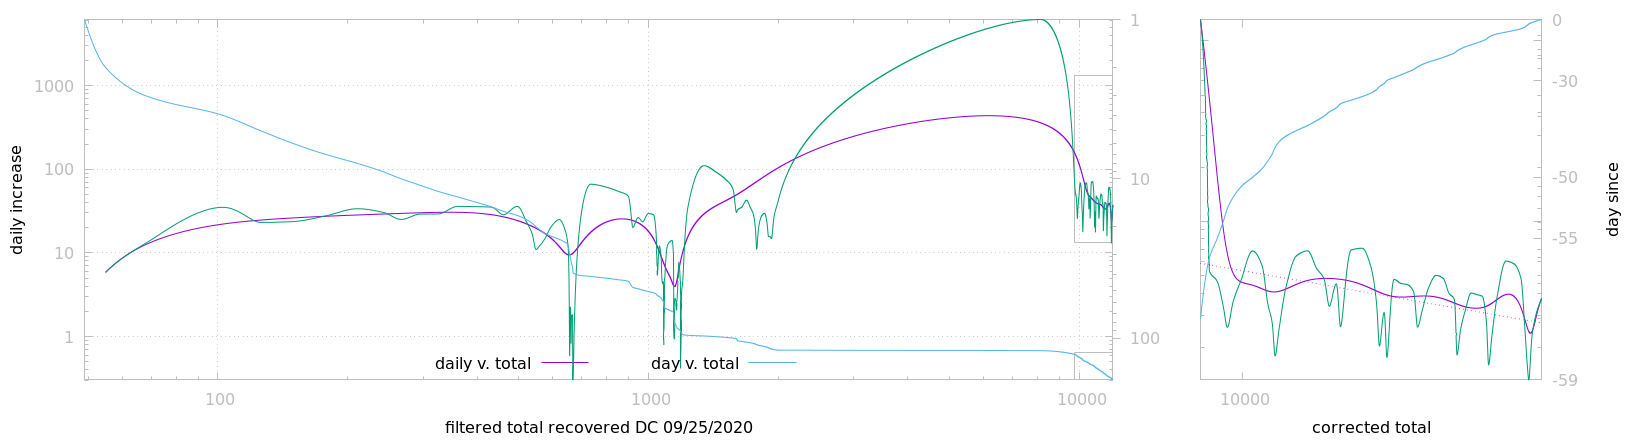 1
0
1000
-30
100
10
-50
daily increase
day since
10
-55
1
100
daily v. total
day v. total
-59
100
1000
10000
10000
filtered total recovered DC 09/25/2020
corrected total